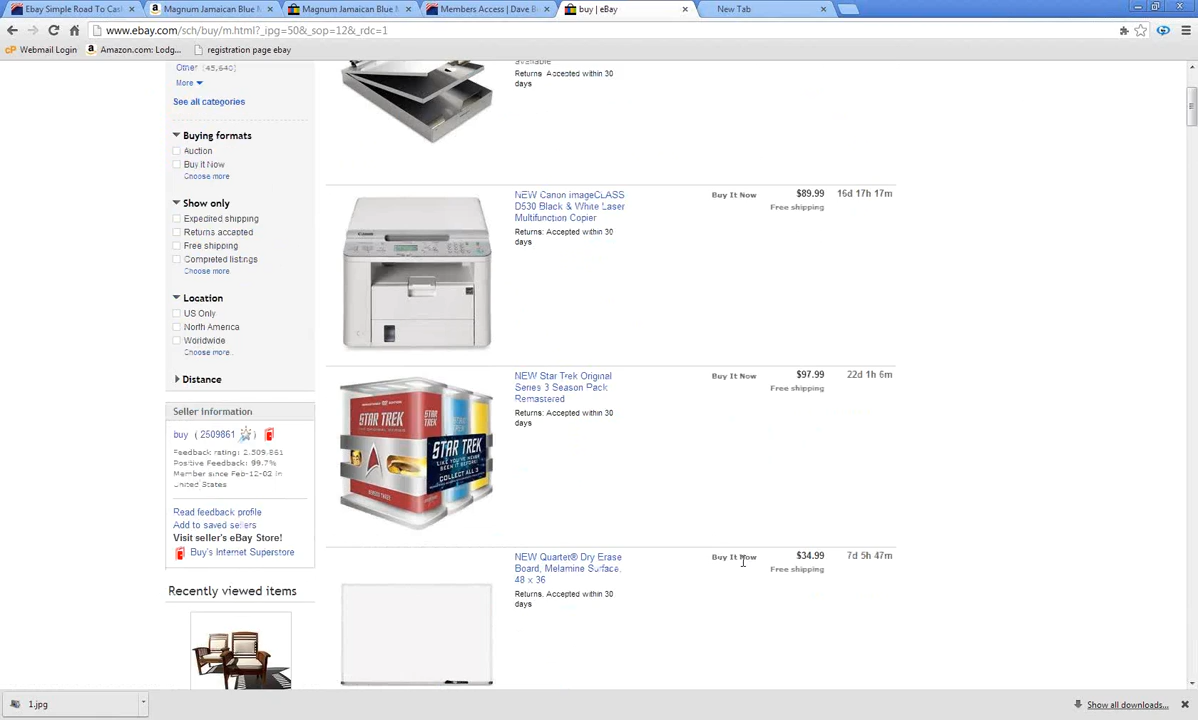 Ebay Simple Road To Cash
Magnum Jamaican Blue M
Magnum Jamaican Blue M
Members Access | Dave B
buy | eBay
New Tab
www.ebay.com/sch/buy/m.html?_ipg=50&_sop=12&_rdc=1
Webmail Login
Amazon.com: Lodg...
registration page ebay
Other (45,640)
More
See all categories
Buying formats
Auction
Buy It Now
Choose more
Show only
Expedited shipping
Returns accepted
Free shipping
Completed listings
Choose more
Location
US Only
North America
Worldwide
Choose more
Distance
Seller Information
buy ( 2509861 )
Feedback rating: 2,509,861
Positive Feedback: 99.7%
Member since Feb-12-02 in
United States
Read feedback profile
Add to saved sellers
Visit seller's eBay Store!
Buy's Internet Superstore
Recently viewed items
available
Returns: Accepted within 30
days
NEW Canon imageCLASS
D530 Black & White Laser
Multifunction Copier
Returns: Accepted within 30
days
Buy It Now
$89.99
16d 17h 17m
Free shipping
NEW Star Trek Original
Series 3 Season Pack
Remastered
Returns: Accepted within 30
days
Buy It Now
$97.99
22d 1h 6m
Free shipping
STAR TREK
STAR TREK
COLLECT ALL 3
NEW Quartet® Dry Erase
Board, Melamine Surface,
48 x 36
Returns: Accepted within 30
days
Buy It Now
$34.99
7d 5h 47m
Free shipping
1.jpg
Show all downloads...